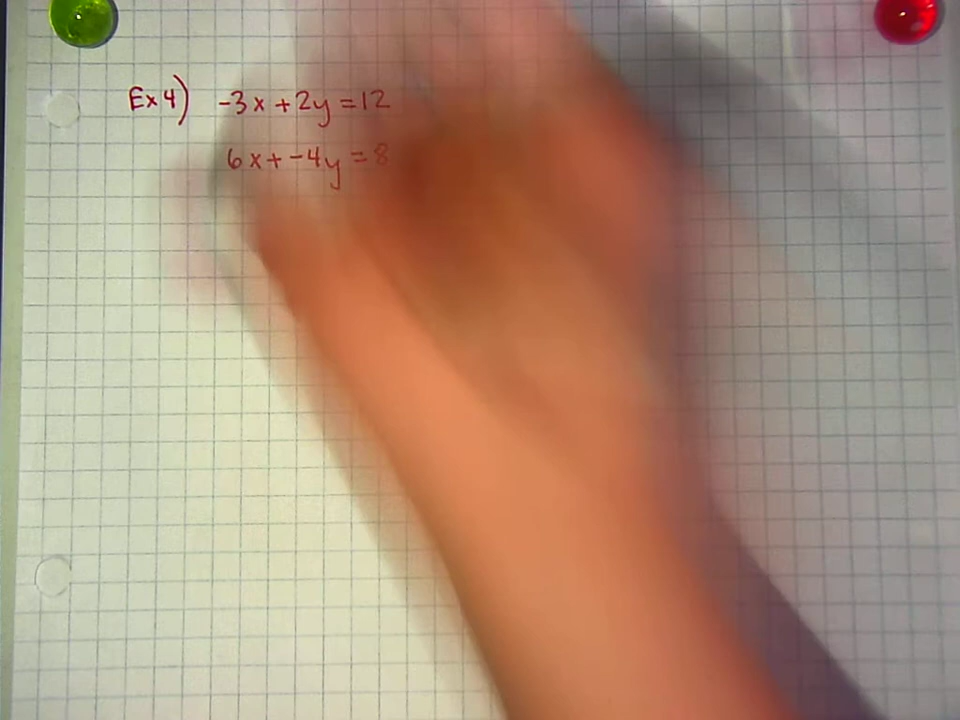 Ex 4) -3x + 2y = 12
6x + -4y = 8